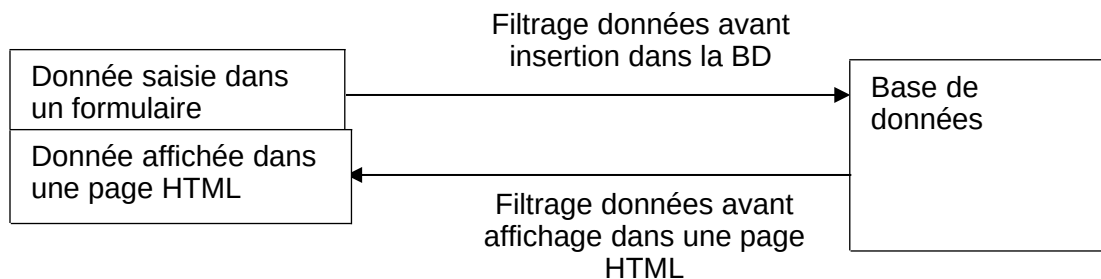 Filtrage données avant
insertion dans la BD
Donnée saisie dans
un formulaire
Base de
données
Donnée affichée dans
une page HTML
Filtrage données avant
affichage dans une page
HTML